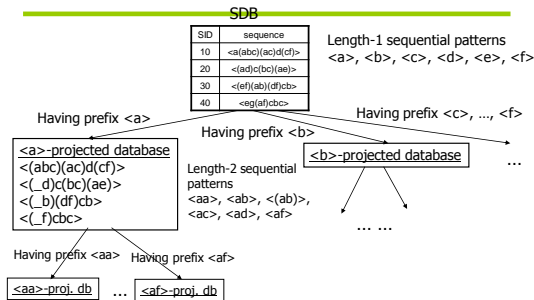 SDB
SID sequence
10 <a(abc)(ac)d(cf)>
20 <(ad)c(bc)(ae)>
30 <(ef)(ab)(df)cb>
40 <eg(af)cbc>
Length-1 sequential patterns
<a>, <b>, <c>, <d>, <e>, <f>
Having prefix <a>
Having prefix <b>
Having prefix <c>, ..., <f>
<a>-projected database
<(abc)(ac)d(cf)>
<(_d)c(bc)(ae)>
<(_b)(df)cb>
<(_f)cbc>
Length-2 sequential
patterns
<aa>, <ab>, <(ab)>,
<ac>, <ad>, <af>
<b>-projected database
...
... ...
Having prefix <aa>
Having prefix <af>
<aa>-proj. db
...
<af>-proj. db